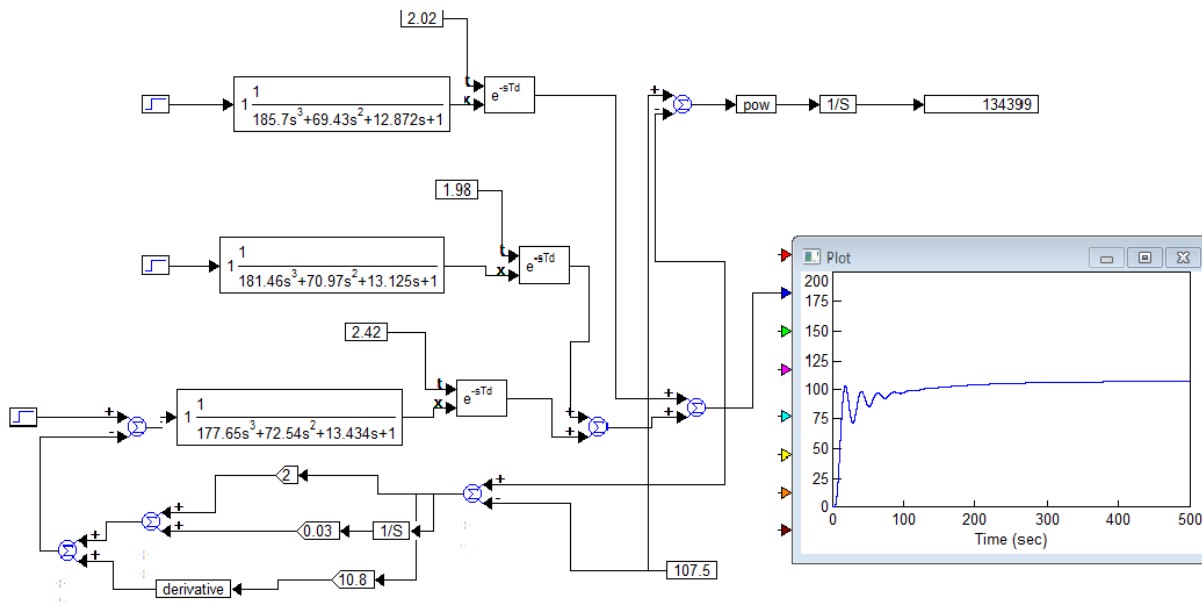 2.02
1
1
185.7s³+69.43s²+12.872s+1
t
x
e^-sTd
+
-
Σ
pow
1/S
134399
1.98
1
1
181.46s³+70.97s²+13.125s+1
t
x
e^-sTd
2.42
1
1
177.65s³+72.54s²+13.434s+1
t
x
e^-sTd
+
-
Σ
+
+
Σ
+
+
Σ
2
+
-
Σ
+
+
Σ
0.03
1/S
+
+
Σ
10.8
derivative
107.5
Plot
200
175
150
125
100
75
50
25
0
0 100 200 300 400 500
Time (sec)